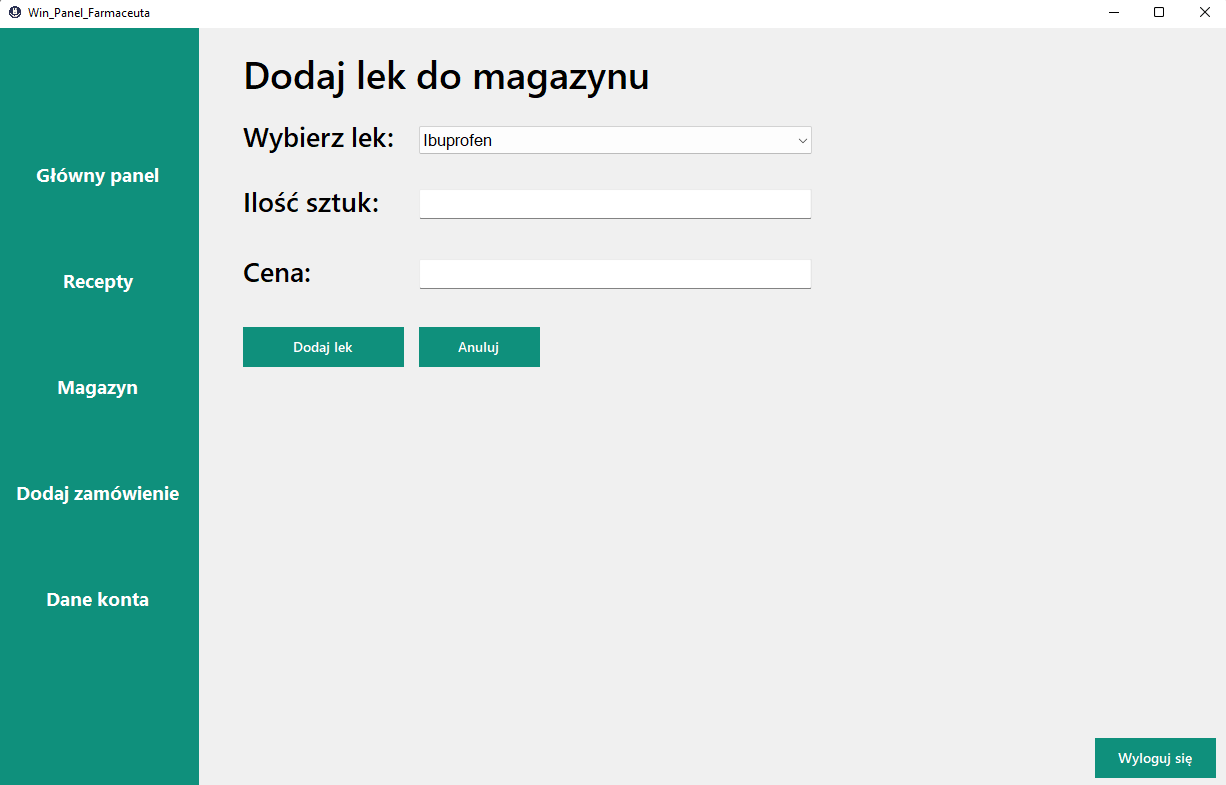 Win_Panel_Farmaceuta
Główny panel
Recepty
Magazyn
Dodaj zamówienie
Dane konta
Dodaj lek do magazynu
Wybierz lek: Ibuprofen
Ilość sztuk:
Cena:
Dodaj lek Anuluj
Wyloguj się